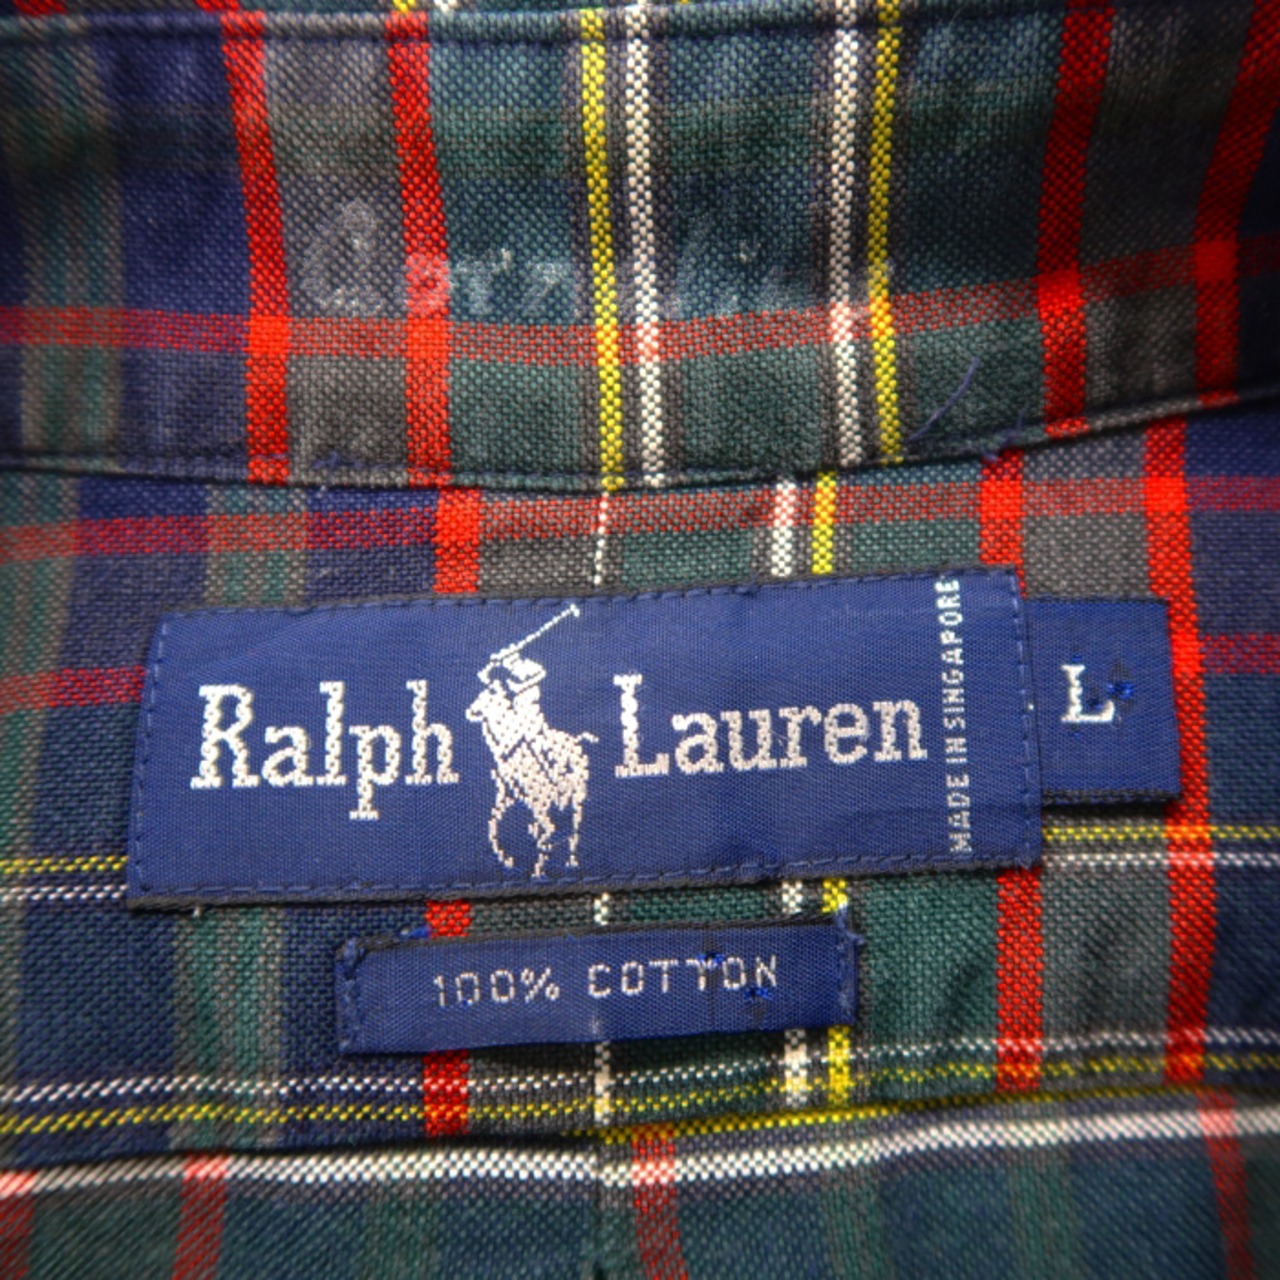 Ralph Lauren
MADE IN SINGAPORE
L
100% COTTON